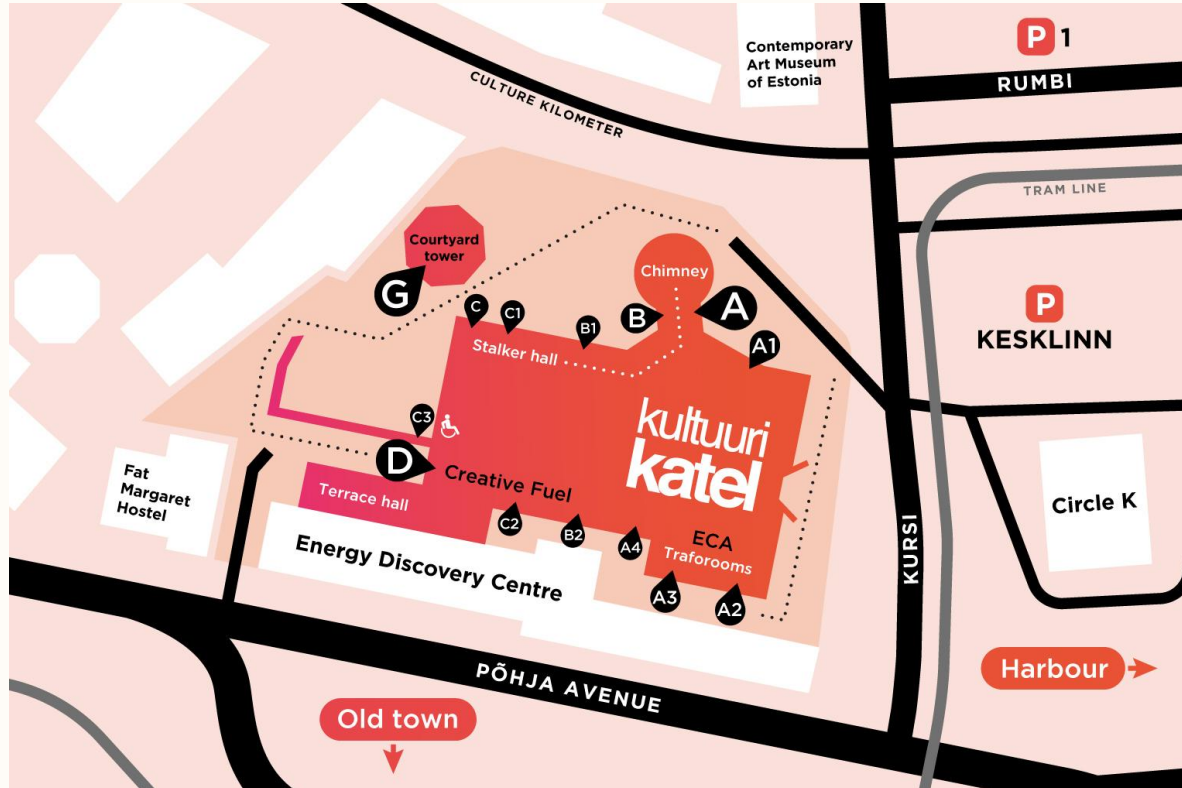 Contemporary
Art Museum
of Estonia
P 1
RUMBI
CULTURE KILOMETER
TRAM LINE
Courtyard
tower
G
Chimney
C
C1
B1
B
A
A1
Stalker hall
P
KESKLINN
kultuuri
katel
C3
D
Creative Fuel
Fat
Margaret
Hostel
Terrace hall
C2
B2
A4
ECA
Traforooms
A3
A2
Energy Discovery Centre
KURSI
Circle K
PÕHJA AVENUE
Harbour
Old town